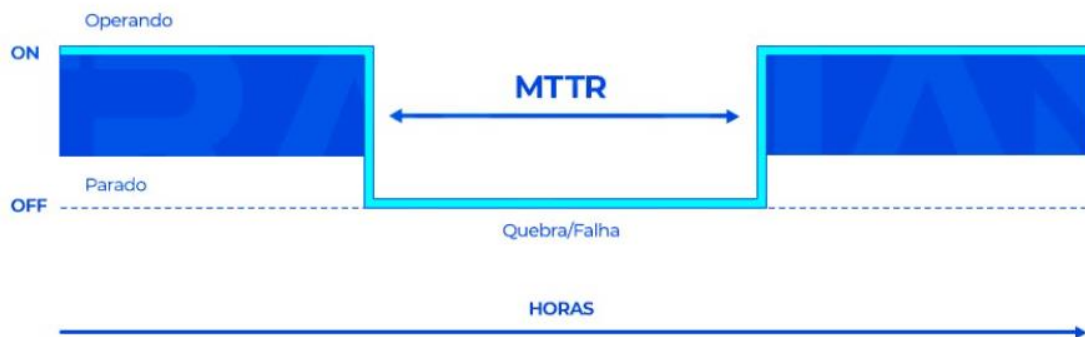 Operando
ON
MTTR
Parado
OFF
Quebra/Falha
HORAS